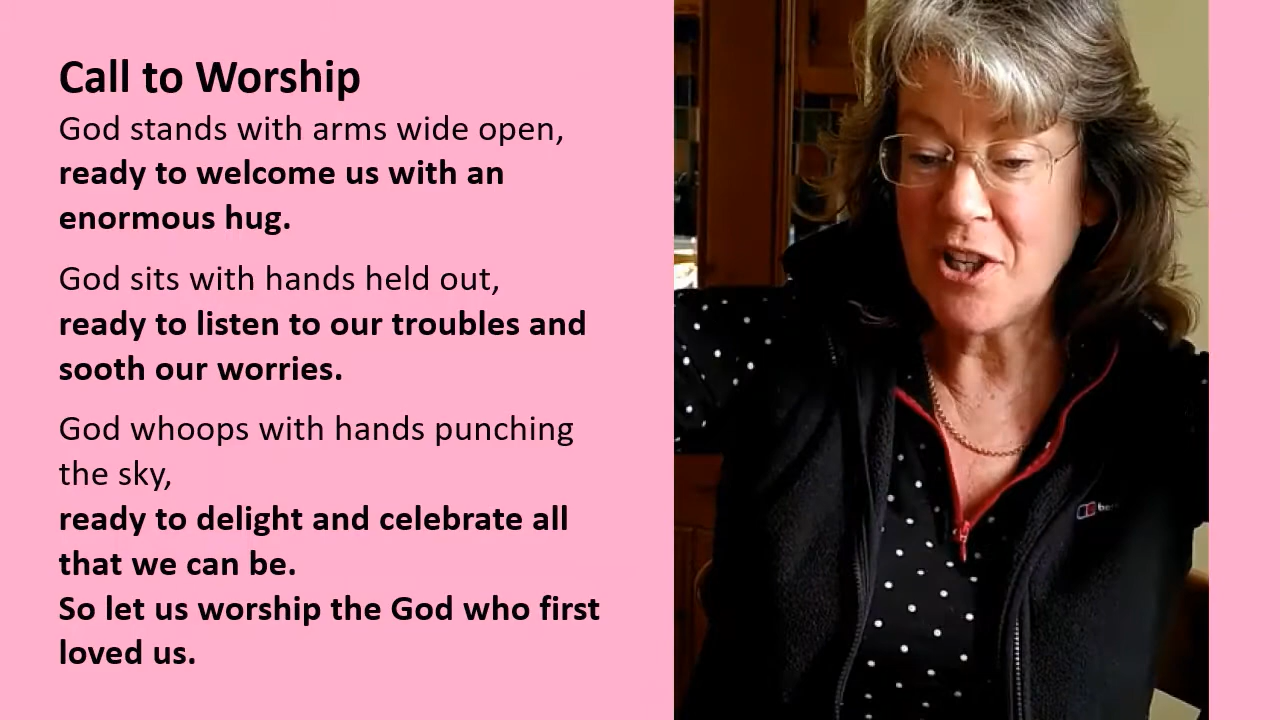 Call to Worship
God stands with arms wide open,
ready to welcome us with an
enormous hug.
God sits with hands held out,
ready to listen to our troubles and
sooth our worries.
God whoops with hands punching
the sky,
ready to delight and celebrate all
that we can be.
So let us worship the God who first
loved us.